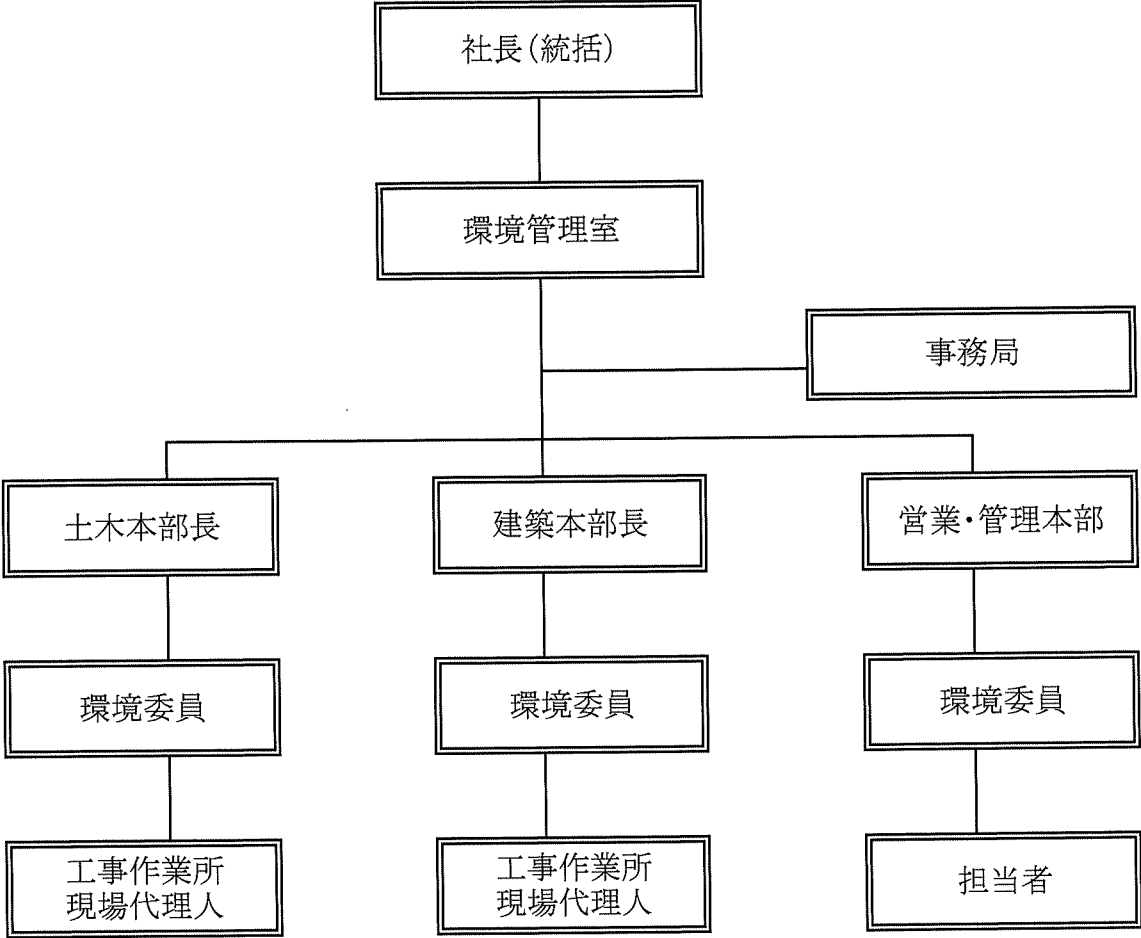 社長(統括)
環境管理室
事務局
土木本部長
建築本部長
営業・管理本部
環境委員
環境委員
環境委員
工事作業所
現場代理人
工事作業所
現場代理人
担当者